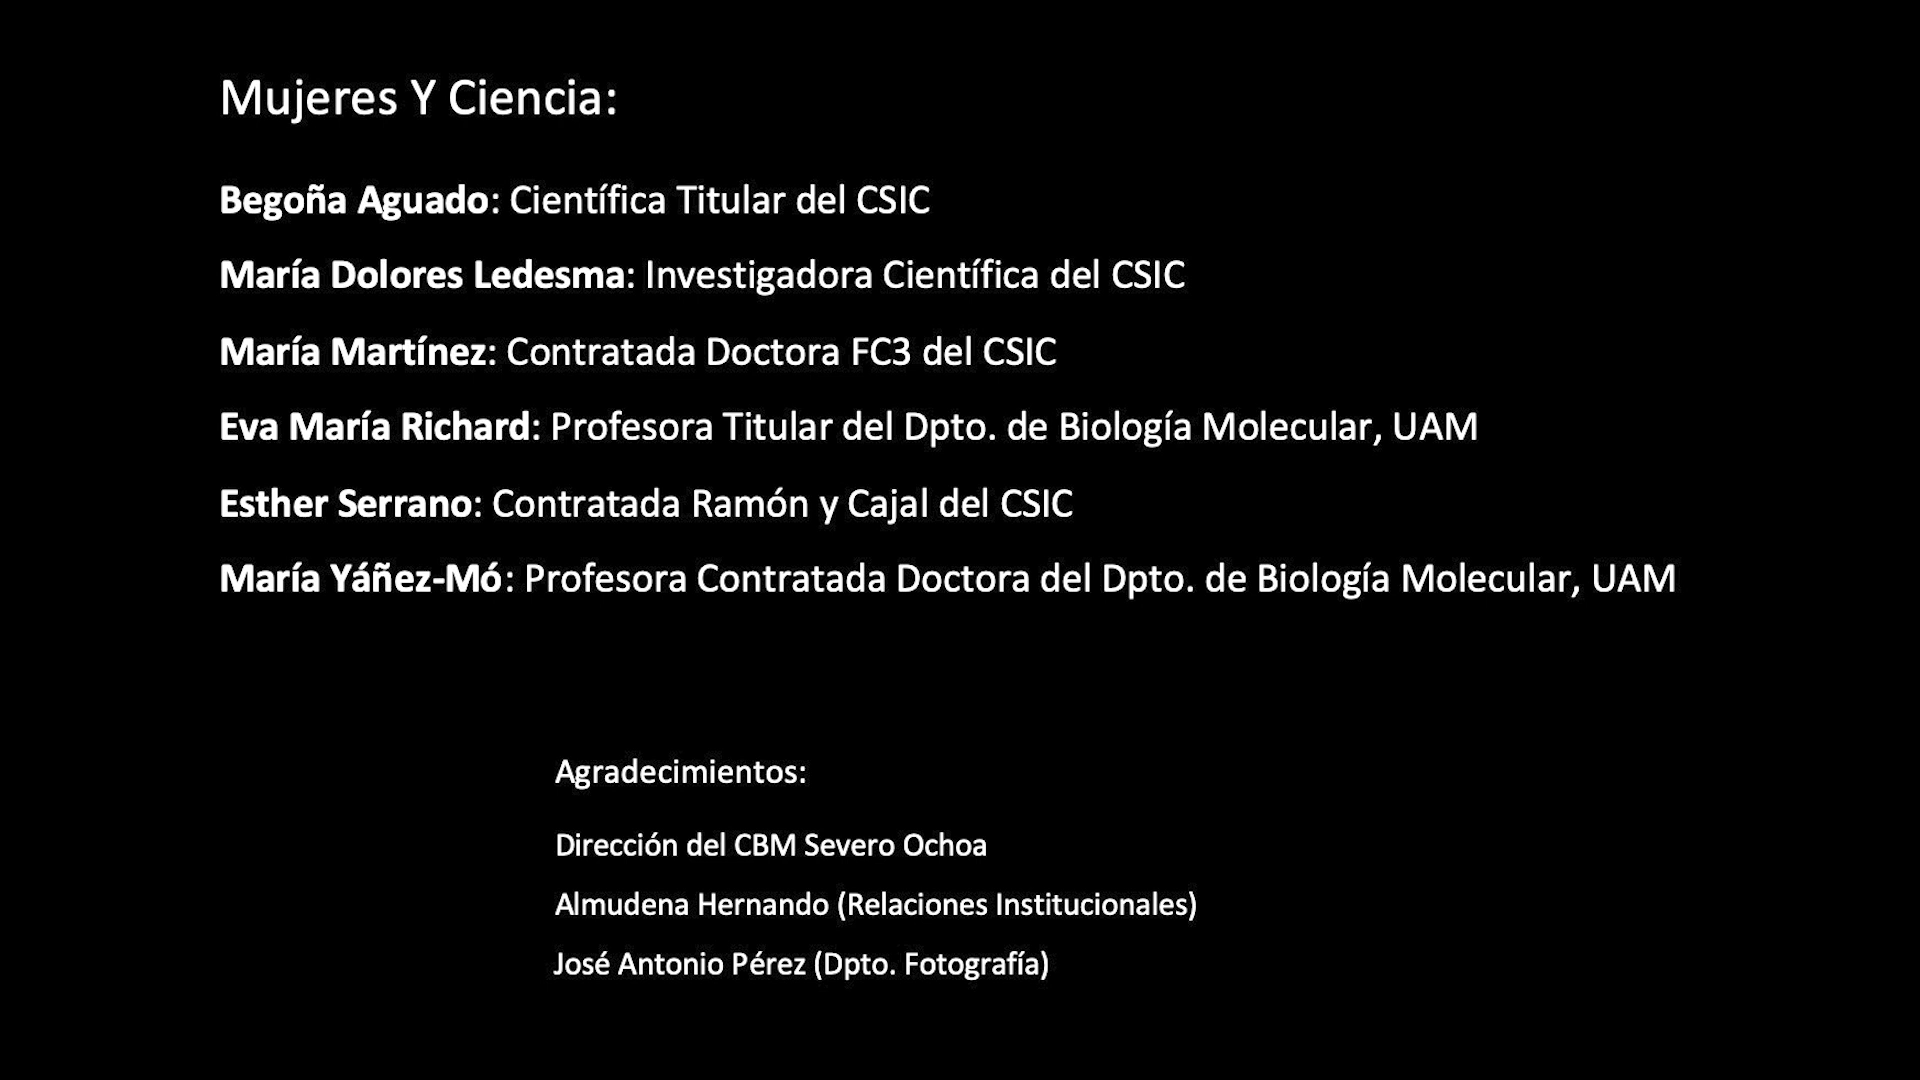 Mujeres Y Ciencia:
Begoña Aguado: Científica Titular del CSIC
María Dolores Ledesma: Investigadora Científica del CSIC
María Martínez: Contratada Doctora FC3 del CSIC
Eva María Richard: Profesora Titular del Dpto. de Biología Molecular, UAM
Esther Serrano: Contratada Ramón y Cajal del CSIC
María Yáñez-Mó: Profesora Contratada Doctora del Dpto. de Biología Molecular, UAM
Agradecimientos:
Dirección del CBM Severo Ochoa
Almudena Hernando (Relaciones Institucionales)
José Antonio Pérez (Dpto. Fotografía)